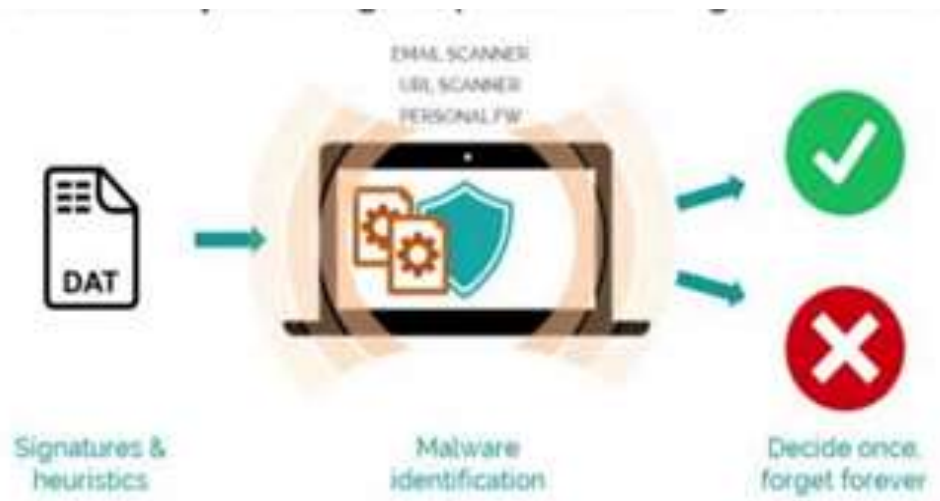 EMAIL SCANNER
URL SCANNER
PERSONAL FW
DAT
Signatures &
heuristics
Malware
identification
Decide once,
forget forever